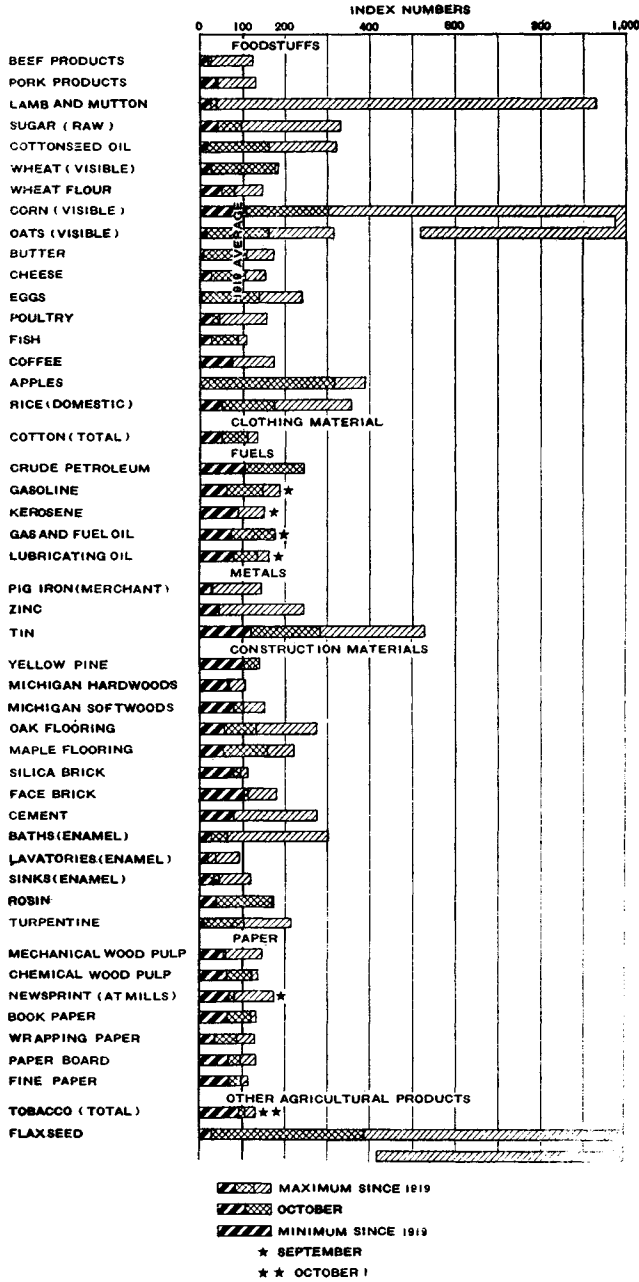 INDEX NUMBERS
0 100 200 400 600 800 1,000
FOODSTUFFS
BEEF PRODUCTS
PORK PRODUCTS
LAMB AND MUTTON
SUGAR (RAW)
COTTONSEED OIL
WHEAT (VISIBLE)
WHEAT FLOUR
CORN (VISIBLE)
OATS (VISIBLE)
BUTTER
CHEESE
EGGS
1919 AVERAGE
POULTRY
FISH
COFFEE
APPLES
RICE (DOMESTIC)
CLOTHING MATERIAL
COTTON (TOTAL)
FUELS
CRUDE PETROLEUM
GASOLINE ★
KEROSENE ★
GAS AND FUEL OIL ★
LUBRICATING OIL ★
METALS
PIG IRON (MERCHANT)
ZINC
TIN
CONSTRUCTION MATERIALS
YELLOW PINE
MICHIGAN HARDWOODS
MICHIGAN SOFTWOODS
OAK FLOORING
MAPLE FLOORING
SILICA BRICK
FACE BRICK
CEMENT
BATHS (ENAMEL)
LAVATORIES (ENAMEL)
SINKS (ENAMEL)
ROSIN
TURPENTINE
PAPER
MECHANICAL WOOD PULP
CHEMICAL WOOD PULP
NEWSPRINT (AT MILLS) ★
BOOK PAPER
WRAPPING PAPER
PAPER BOARD
FINE PAPER
OTHER AGRICULTURAL PRODUCTS
TOBACCO (TOTAL) ★★
FLAXSEED
MAXIMUM SINCE 1919
OCTOBER
MINIMUM SINCE 1919
★ SEPTEMBER
★★ OCTOBER 1